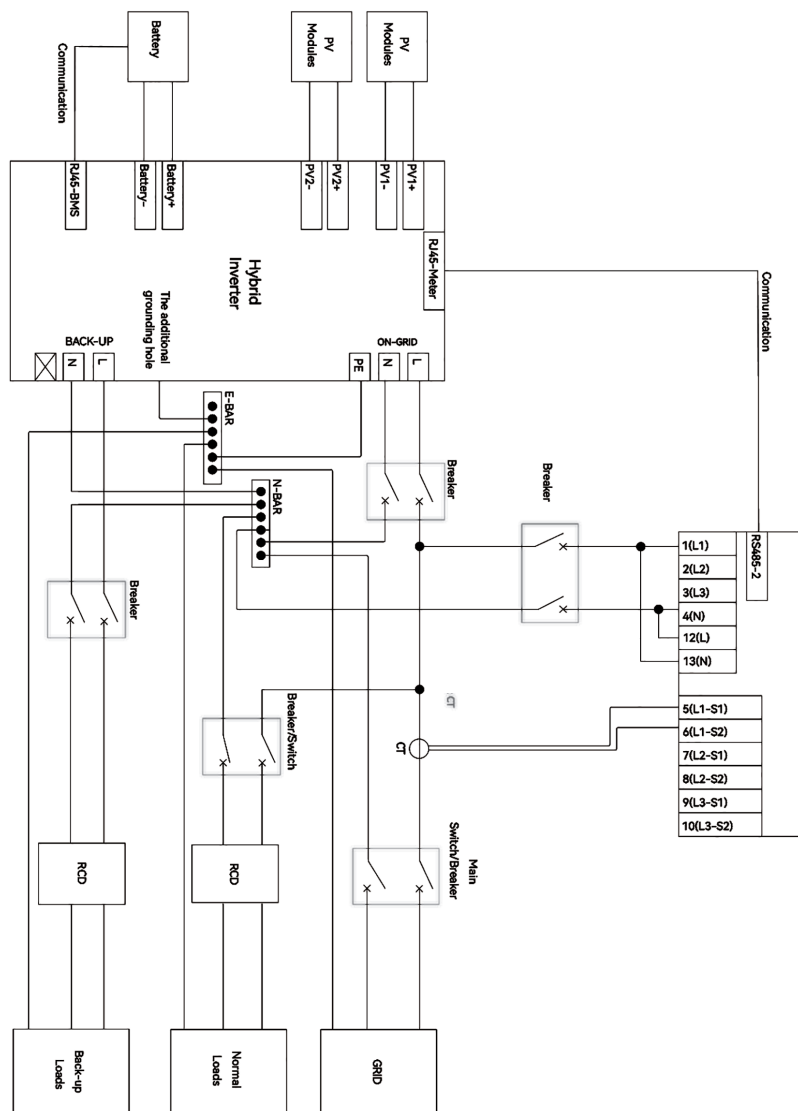 Battery
PV
Modules
PV
Modules
Communication
RJ45-BMS
Battery-
Battery+
PV2-
PV2+
PV1-
PV1+
RJ45-Meter
Hybrid
Inverter
Communication
The additional
grounding hole
BACK-UP
ON-GRID
N
L
PE
N
L
E-BAR
N-BAR
Breaker
Breaker
RS485-2
1(L1)
2(L2)
3(L3)
4(N)
12(L)
13(N)
Breaker
Breaker/Switch
CT
CT
5(L1-S1)
6(L1-S2)
7(L2-S1)
8(L2-S2)
9(L3-S1)
10(L3-S2)
Main
Switch/Breaker
RCD
RCD
Back-up
Loads
Normal
Loads
GRID